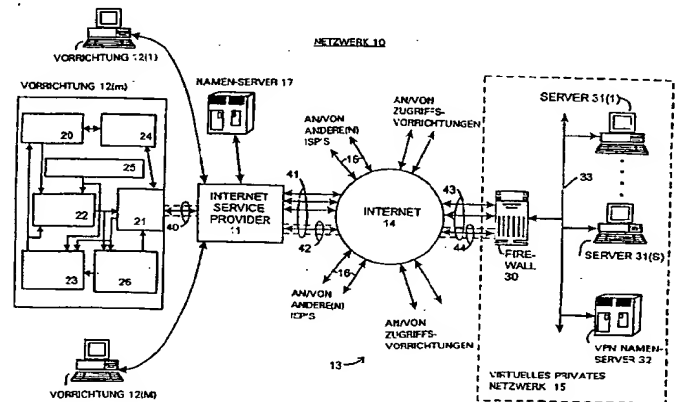 NETZWERK 10
VORRICHTUNG 12(1)
VORRICHTUNG 12(m)
NAMEN-SERVER 17
20
24
25
22
21
23
26
40
INTERNET
SERVICE
PROVIDER
11
41
42
AN/VON
ANDERE(N)
ISP'S
16
AN/VON
ZUGRIFFS-
VORRICHTUNGEN
INTERNET
14
16
AN/VON
ANDERE(N)
ISP'S
AN/VON
ZUGRIFFS-
VORRICHTUNGEN
13
43
44
FIRE-
WALL
30
SERVER 31(1)
33
SERVER 31(S)
VPN NAMEN-
SERVER 32
VIRTUELLES PRIVATES
NETZWERK 15
VORRICHTUNG 12(M)